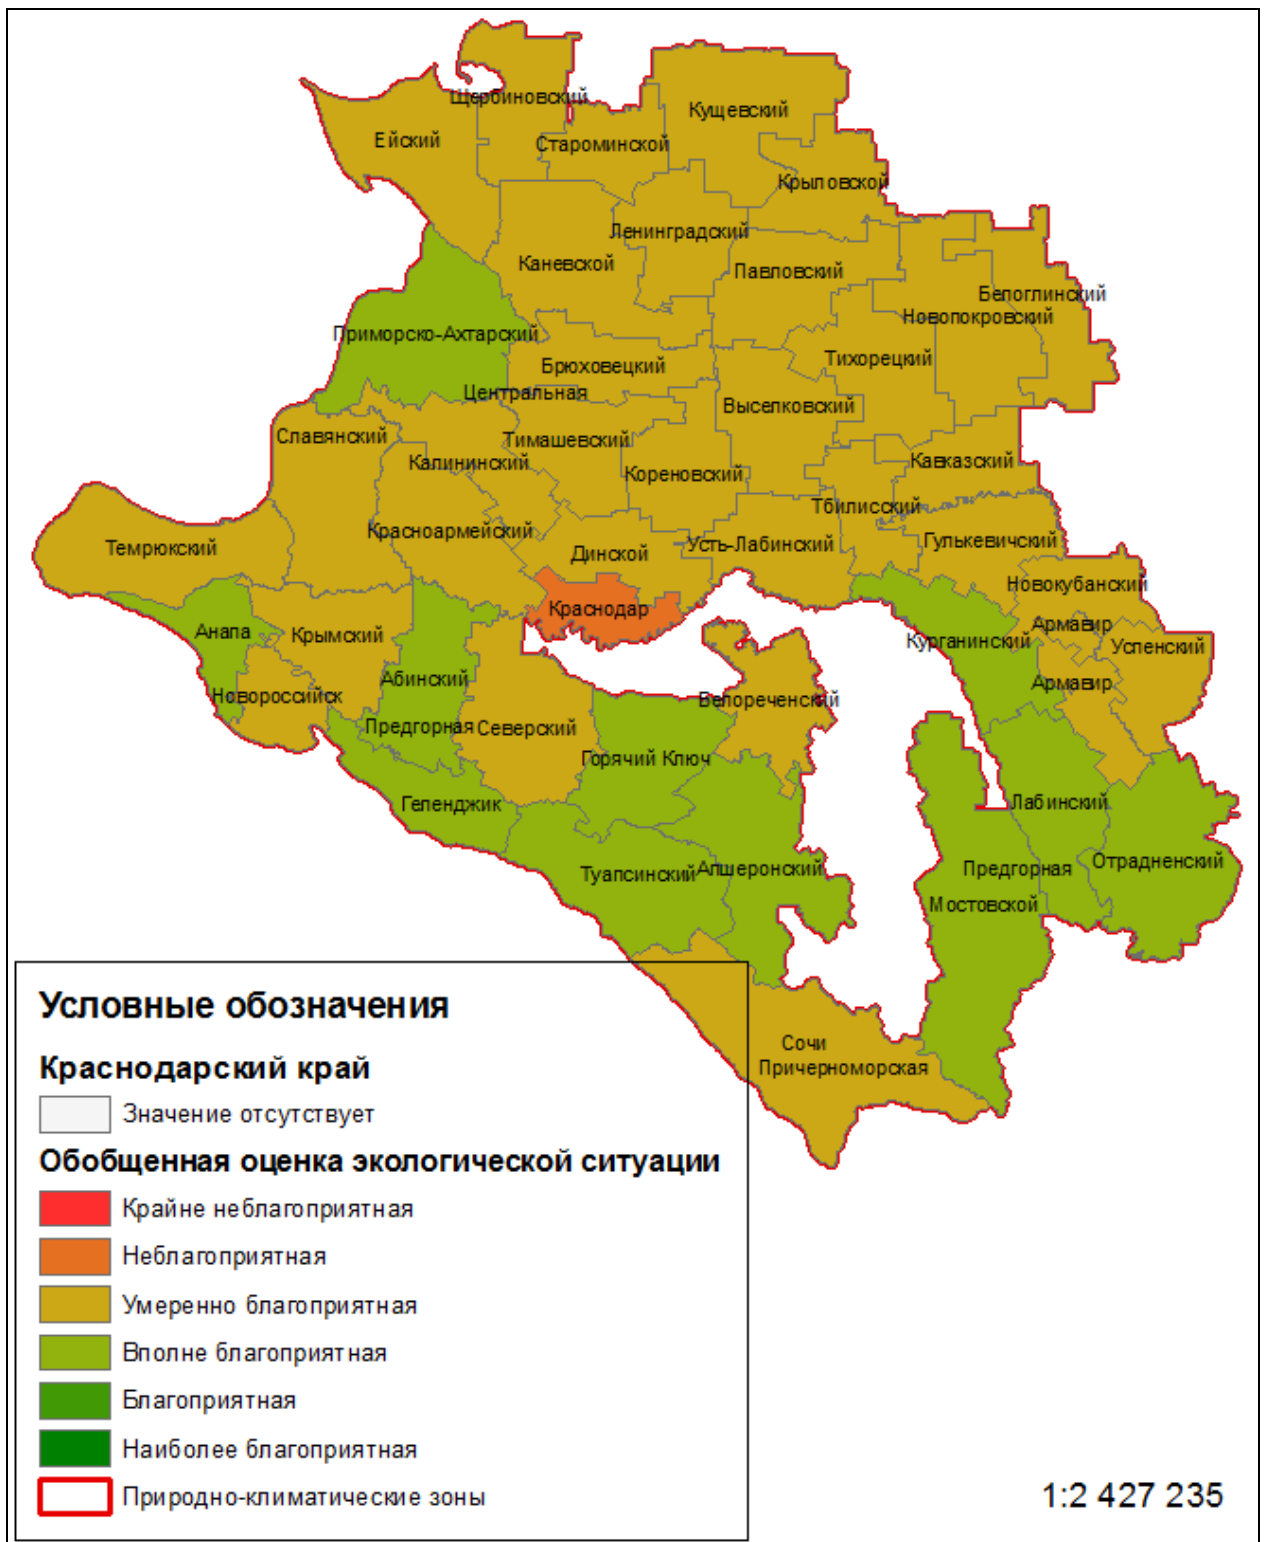 Щербиновский
Кущевский
Ейский
Староминской
Крыловской
Ленинградский
Каневской
Павловский
Белоглинский
Новопокровский
Приморско-Ахтарский
Тихорецкий
Брюховецкий
Центральная
Выселковский
Славянский
Тимашевский
Калининский
Кавказский
Кореновский
Тбилисский
Красноармейский
Гулькевичский
Усть-Лабинский
Темрюкский
Динской
Новокубанский
Краснодар
Армавир
Анапа
Крымский
Курганинский
Успенский
Абинский
Армавир
Новороссийск
Белореченский
Предгорная
Северский
Горячий Ключ
Геленджик
Лабинский
Отрадненский
Туапсинский
Апшеронский
Предгорная
Мостовской
Сочи
Причерноморская
Условные обозначения
Краснодарский край
Значение отсутствует
Обобщенная оценка экологической ситуации
Крайне неблагоприятная
Неблагоприятная
Умеренно благоприятная
Вполне благоприятная
Благоприятная
Наиболее благоприятная
Природно-климатические зоны
1:2 427 235